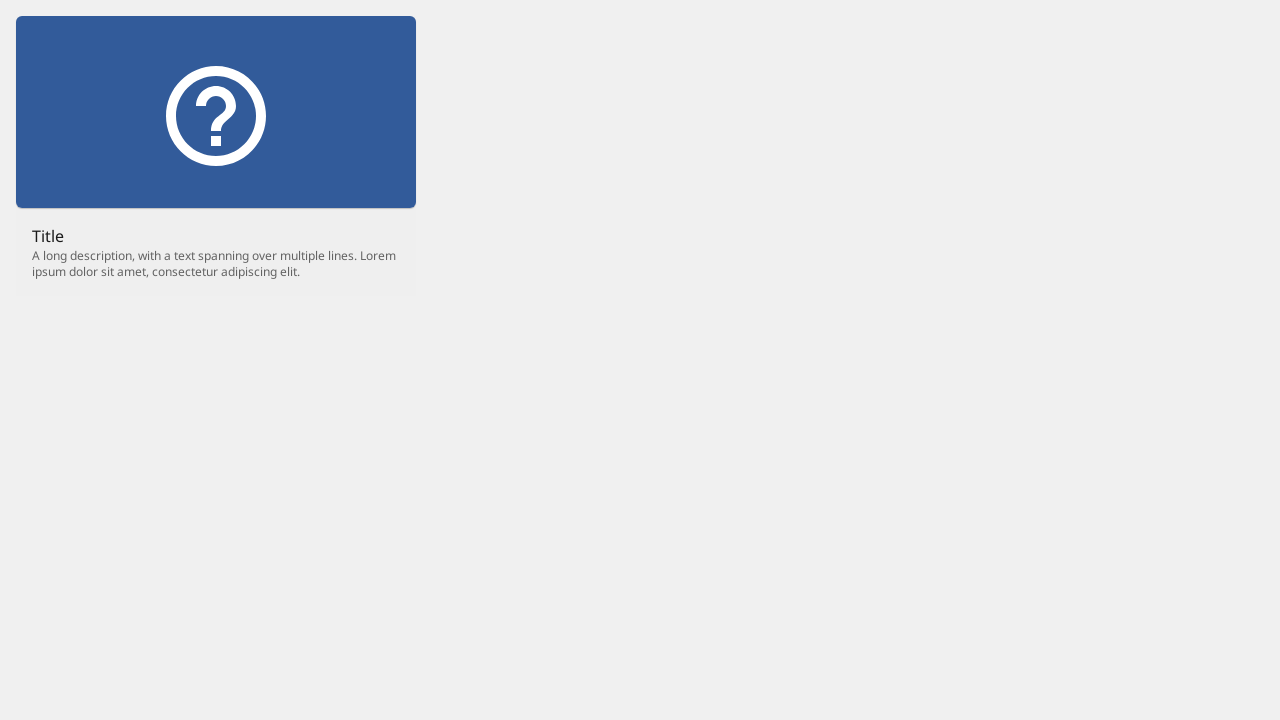 Title
A long description, with a text spanning over multiple lines. Lorem
ipsum dolor sit amet, consectetur adipiscing elit.